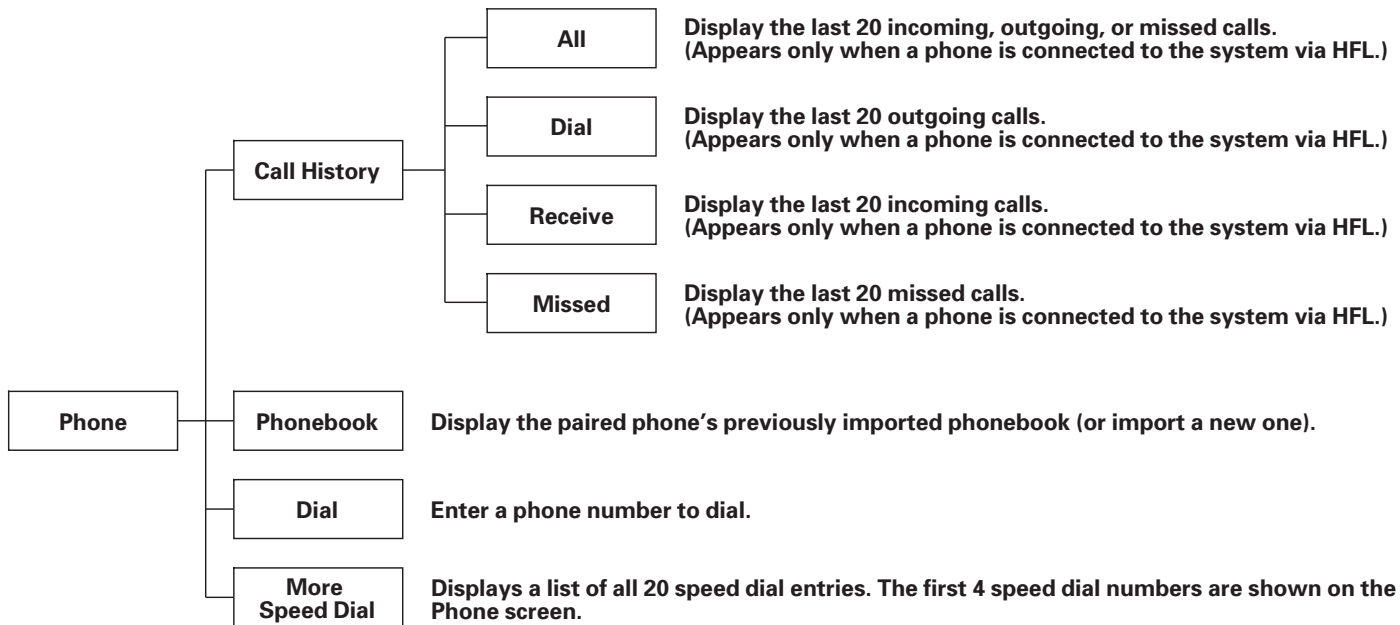 All
Display the last 20 incoming, outgoing, or missed calls.
(Appears only when a phone is connected to the system via HFL.)
Dial
Display the last 20 outgoing calls.
(Appears only when a phone is connected to the system via HFL.)
Call History
Receive
Display the last 20 incoming calls.
(Appears only when a phone is connected to the system via HFL.)
Missed
Display the last 20 missed calls.
(Appears only when a phone is connected to the system via HFL.)
Phone
Phonebook
Display the paired phone’s previously imported phonebook (or import a new one).
Dial
Enter a phone number to dial.
More
Speed Dial
Displays a list of all 20 speed dial entries. The first 4 speed dial numbers are shown on the
Phone screen.